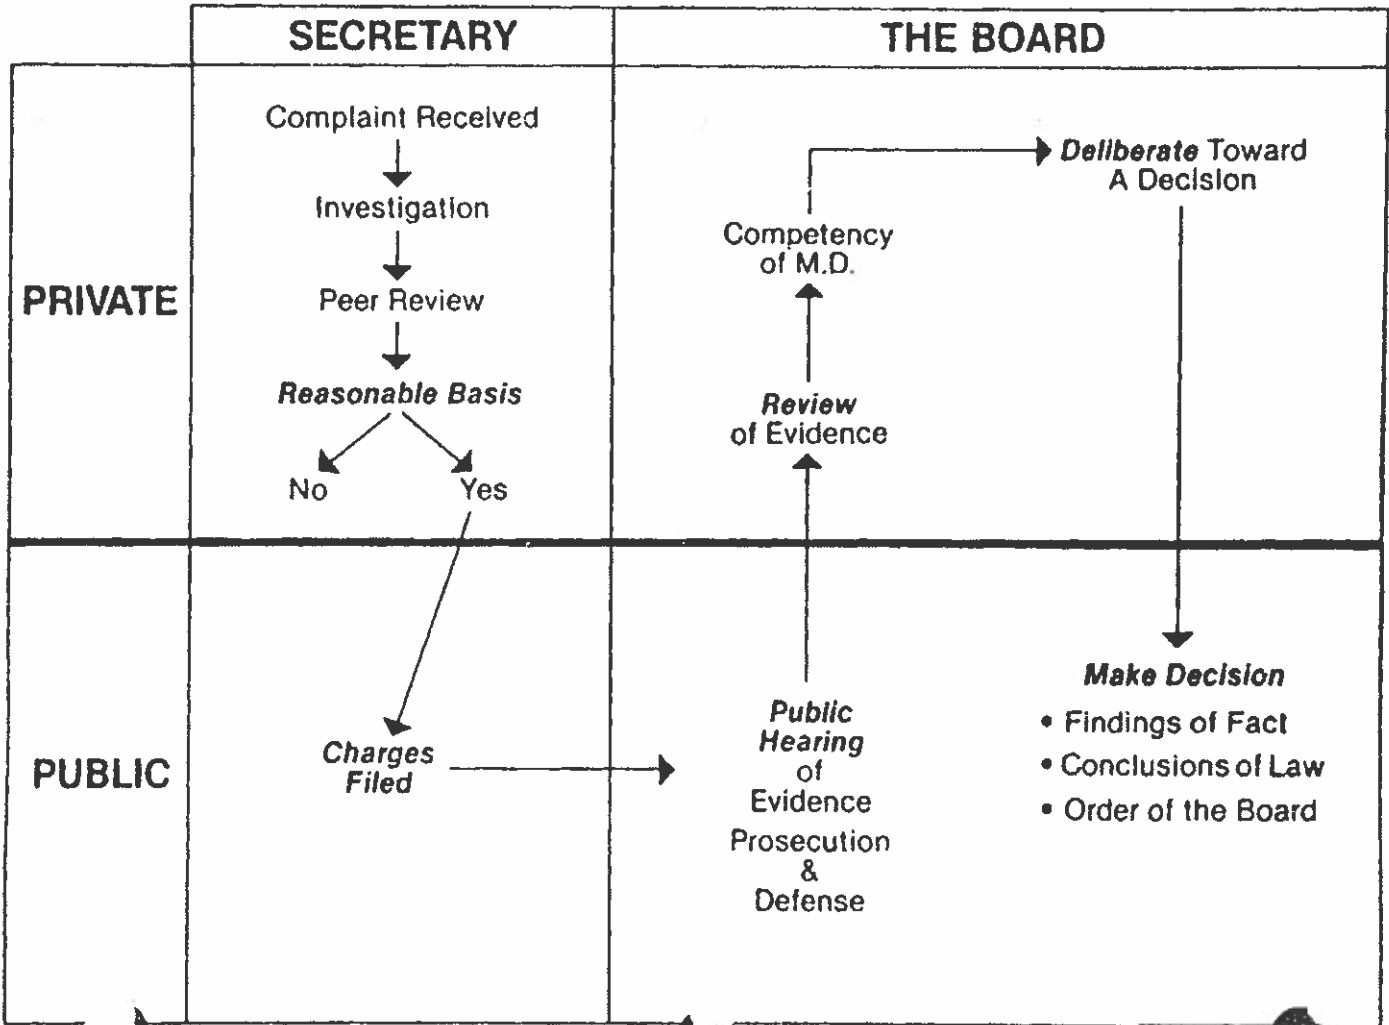 SECRETARY
THE BOARD
PRIVATE
Complaint Received
Investigation
Peer Review
Reasonable Basis
No
Yes
Competency
of M.D.
Review
of Evidence
Deliberate Toward
A Decision
PUBLIC
Charges
Filed
Public
Hearing
of
Evidence
Prosecution
&
Defense
Make Decision
• Findings of Fact
• Conclusions of Law
• Order of the Board